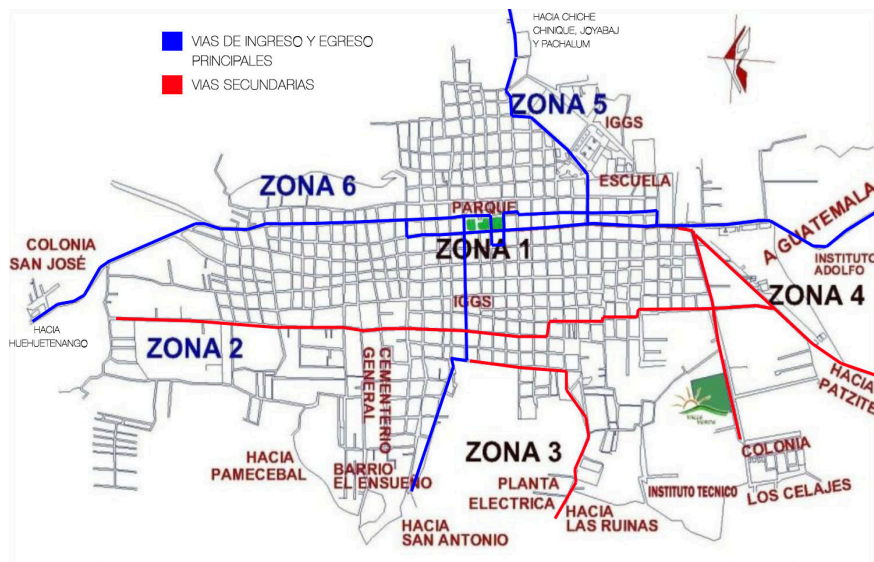 VIAS DE INGRESO Y EGRESO
PRINCIPALES
VIAS SECUNDARIAS
HACIA CHICHE
CHINIQUE, JOYABAJ
Y PACHALUM
ZONA 5
IGGS
ZONA 6
ESCUELA
PARQUE
COLONIA
SAN JOSÉ
ZONA 1
A GUATEMALA
INSTITUTO
ADOLFO
IGGS
ZONA 4
HACIA
HUEHUETENANGO
ZONA 2
CEMENTERIO
GENERAL
HACIA
PATZITE
VALLE
VERDE
HACIA
PAMECEBAL
BARRIO
EL ENSUEÑO
ZONA 3
COLONIA
LOS CELAJES
PLANTA
ELECTRICA
INSTITUTO TECNICO
HACIA
LAS RUINAS
HACIA
SAN ANTONIO